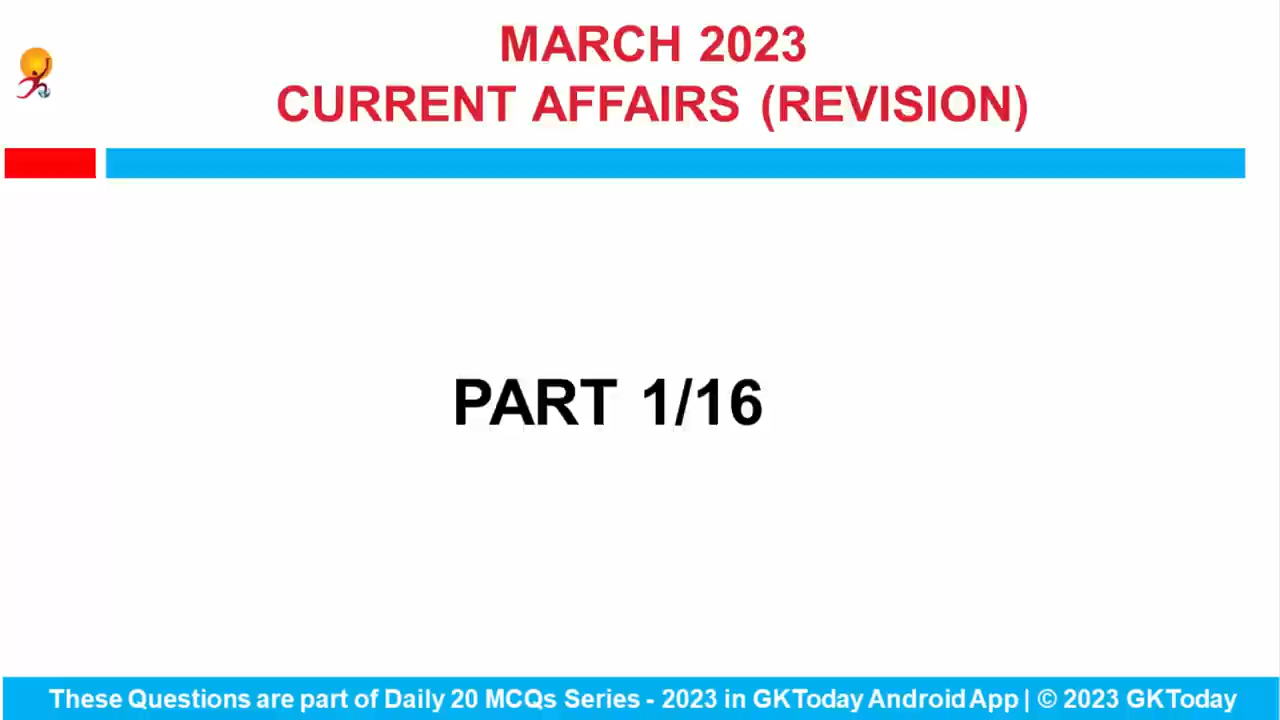 MARCH 2023
CURRENT AFFAIRS (REVISION)
PART 1/16
These Questions are part of Daily 20 MCQs Series - 2023 in GKToday Android App | © 2023 GKToday